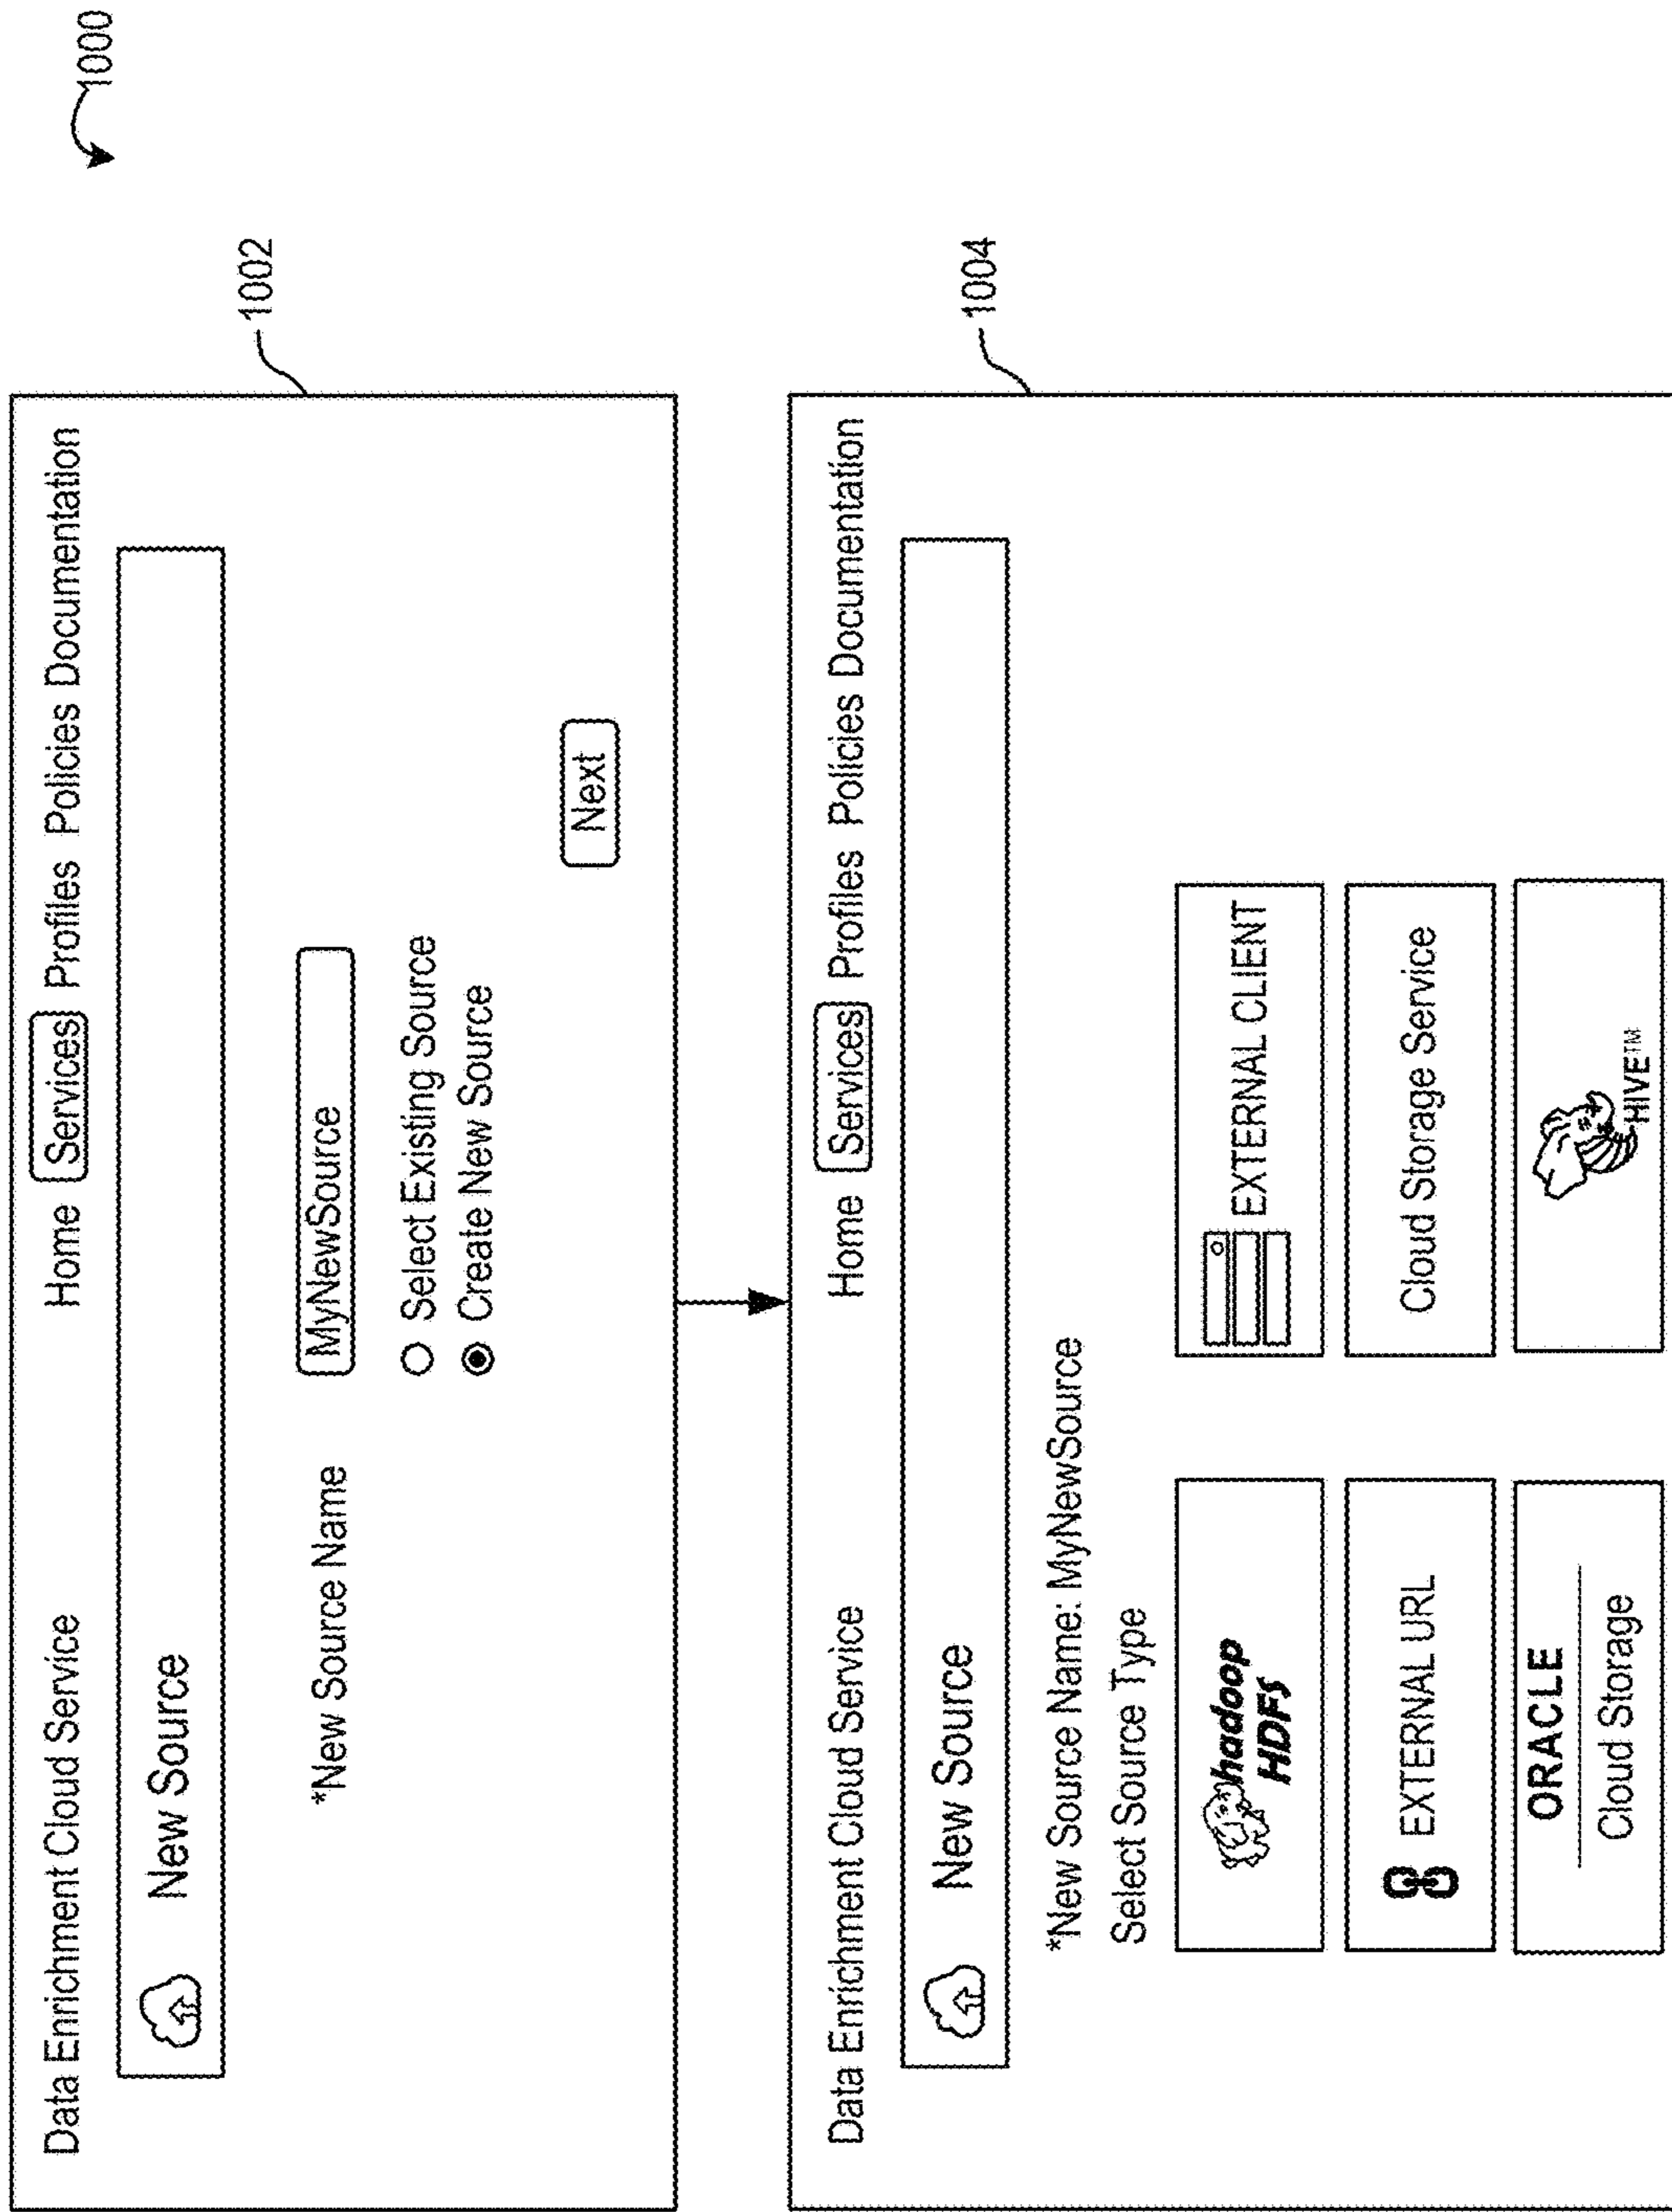 1000
Data Enrichment Cloud Service Home Services Profiles Policies Documentation
New Source
1002
*New Source Name MyNewSource
Select Existing Source
Create New Source
Next
Data Enrichment Cloud Service Home Services Profiles Policies Documentation
New Source
1004
*New Source Name: MyNewSource
Select Source Type
hadoop
HDFS
EXTERNAL CLIENT
EXTERNAL URL
Cloud Storage Service
ORACLE
Cloud Storage
HIVE™